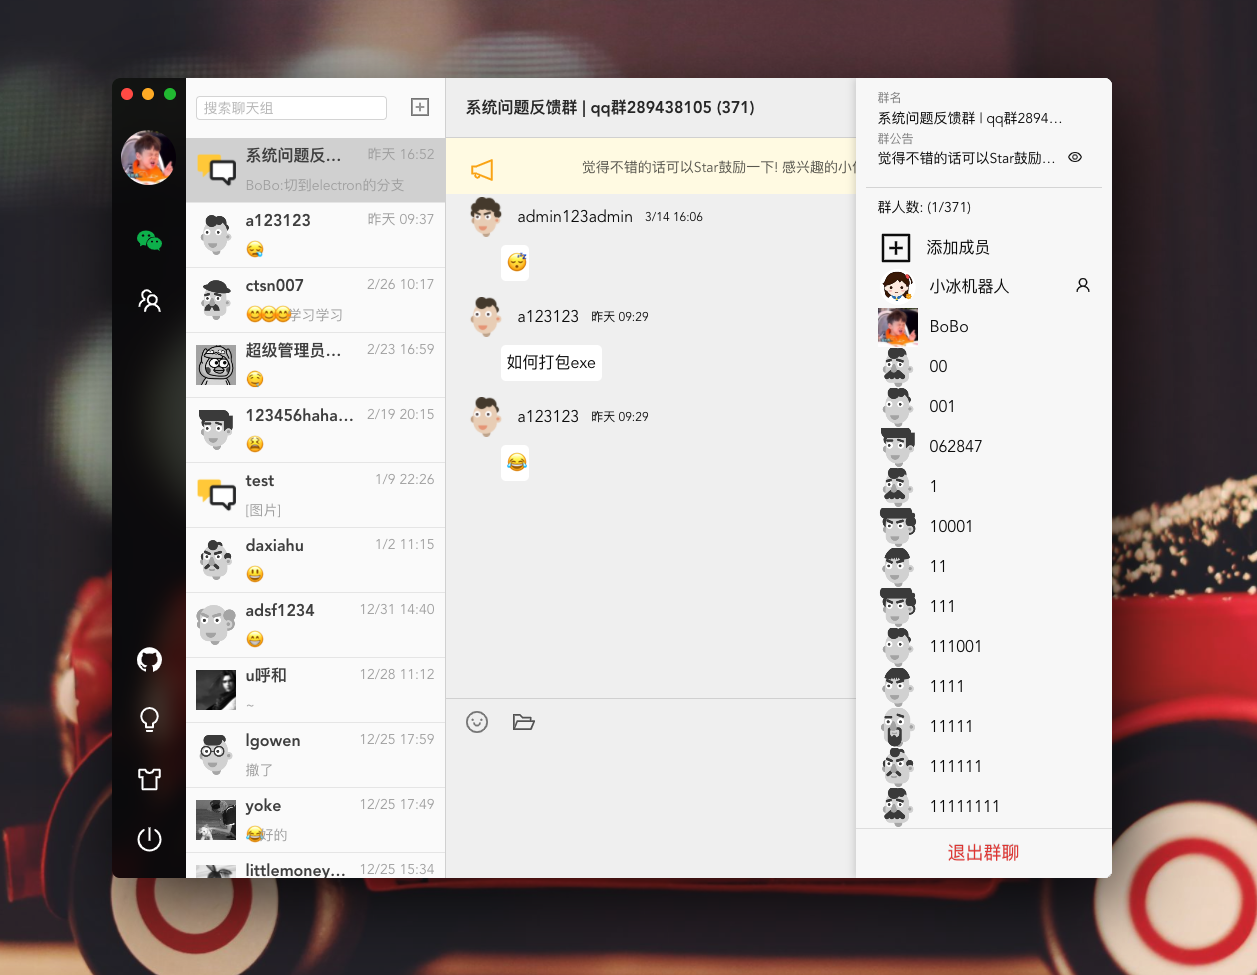 搜索聊天组
系统问题反… 昨天 16:52
BoBo:切到electron的分支
a123123 昨天 09:37
😪
ctsn007 2/26 10:17
😊😊😊学习学习
超级管理员… 2/23 16:59
123456haha… 2/19 20:15
😫
test 1/9 22:26
[图片]
daxiahu 1/2 11:15
😃
adsf1234 12/31 14:40
😁
u呼和 12/28 11:12
~
lgowen 12/25 17:59
撤了
yoke 12/25 17:49
😂好的
littlemoney… 12/25 15:34
系统问题反馈群 | qq群289438105 (371)
觉得不错的话可以Star鼓励一下! 感兴趣的小
admin123admin 3/14 16:06
😴
a123123 昨天 09:29
如何打包exe
a123123 昨天 09:29
😂
群名
系统问题反馈群 | qq群2894…
群公告
觉得不错的话可以Star鼓励…
群人数: (1/371)
添加成员
小冰机器人
BoBo
00
001
062847
1
10001
11
111
111001
1111
11111
111111
11111111
退出群聊